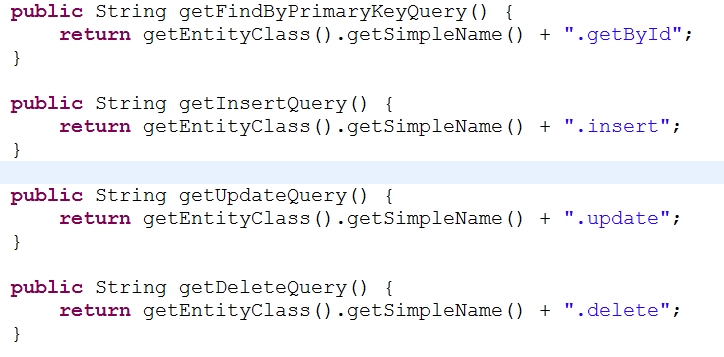 public String getFindByPrimaryKeyQuery() {
    return getEntityClass().getSimpleName() + ".getById";
}

public String getInsertQuery() {
    return getEntityClass().getSimpleName() + ".insert";
}

public String getUpdateQuery() {
    return getEntityClass().getSimpleName() + ".update";
}

public String getDeleteQuery() {
    return getEntityClass().getSimpleName() + ".delete";
}